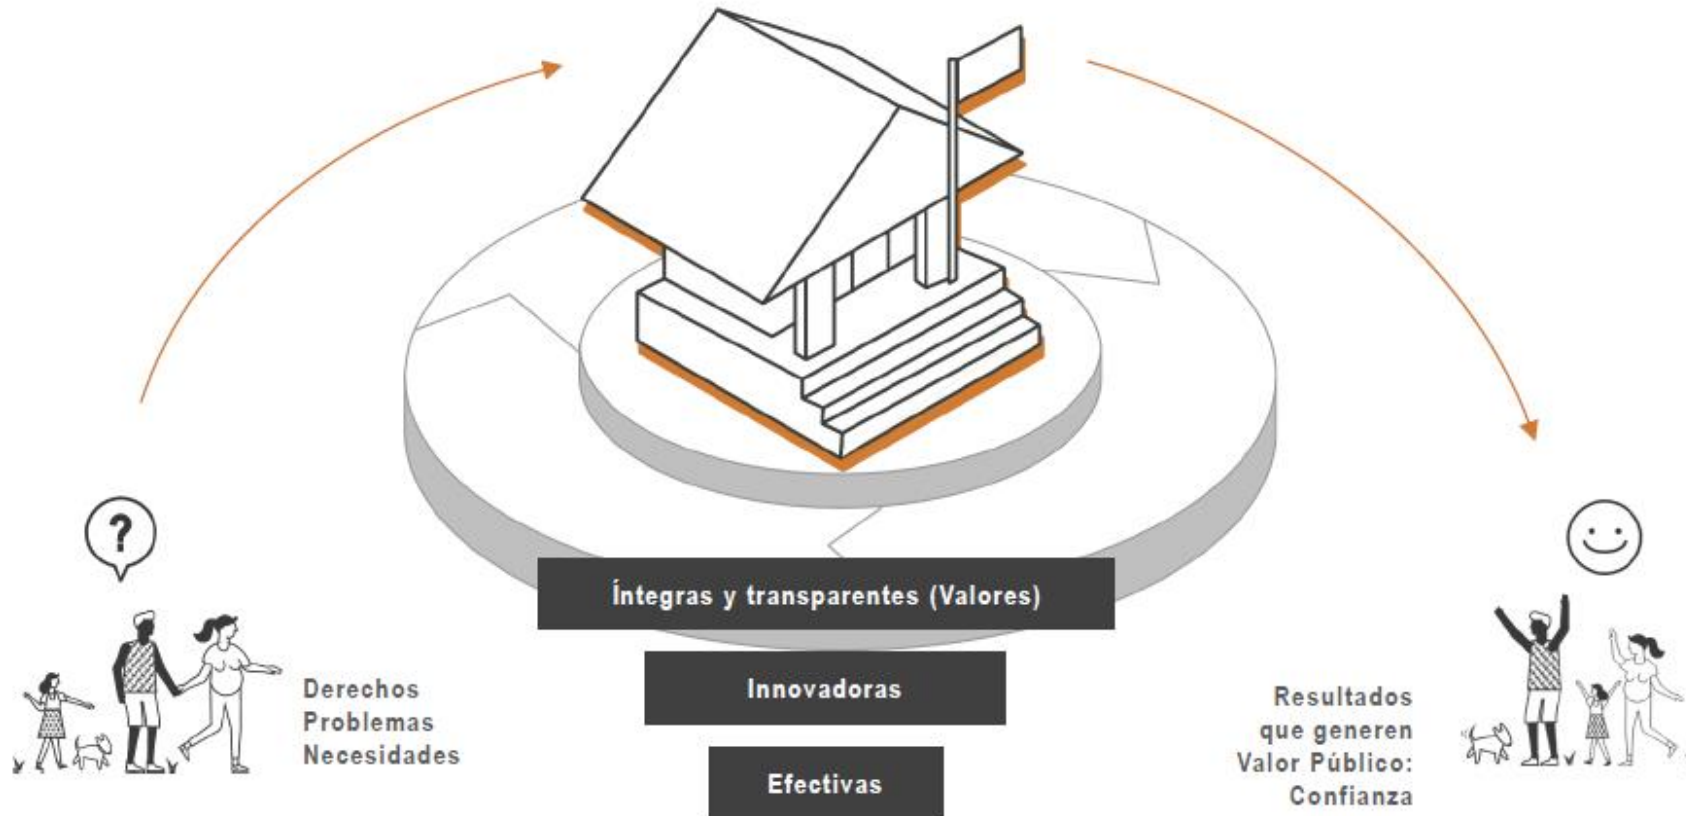 ?
Íntegras y transparentes (Valores)
Innovadoras
Efectivas
Derechos
Problemas
Necesidades
Resultados
que generen
Valor Público:
Confianza